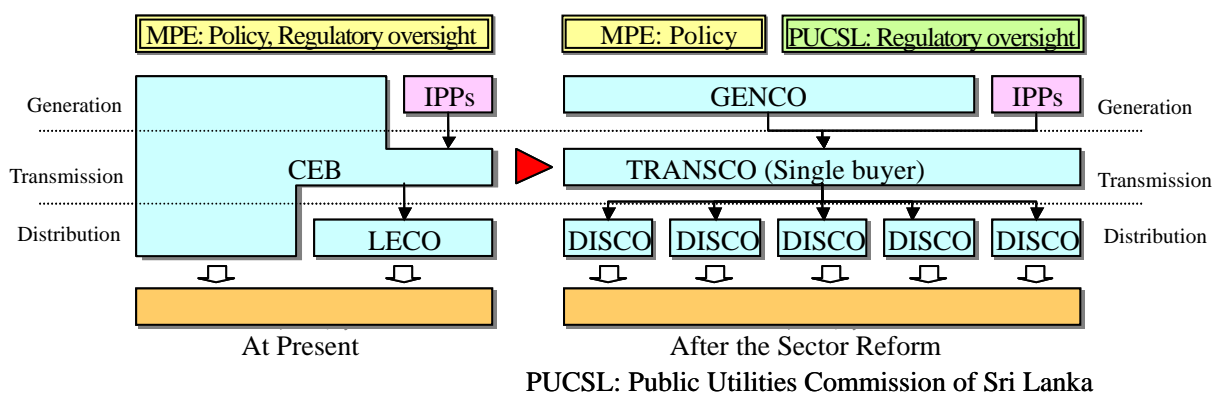 MPE: Policy, Regulatory oversight
MPE: Policy
PUCSL: Regulatory oversight
Generation
IPPs
GENCO
IPPs
Generation
Transmission
CEB
TRANSCO (Single buyer)
Transmission
Distribution
LECO
DISCO
DISCO
DISCO
DISCO
DISCO
Distribution
At Present
After the Sector Reform
PUCSL: Public Utilities Commission of Sri Lanka